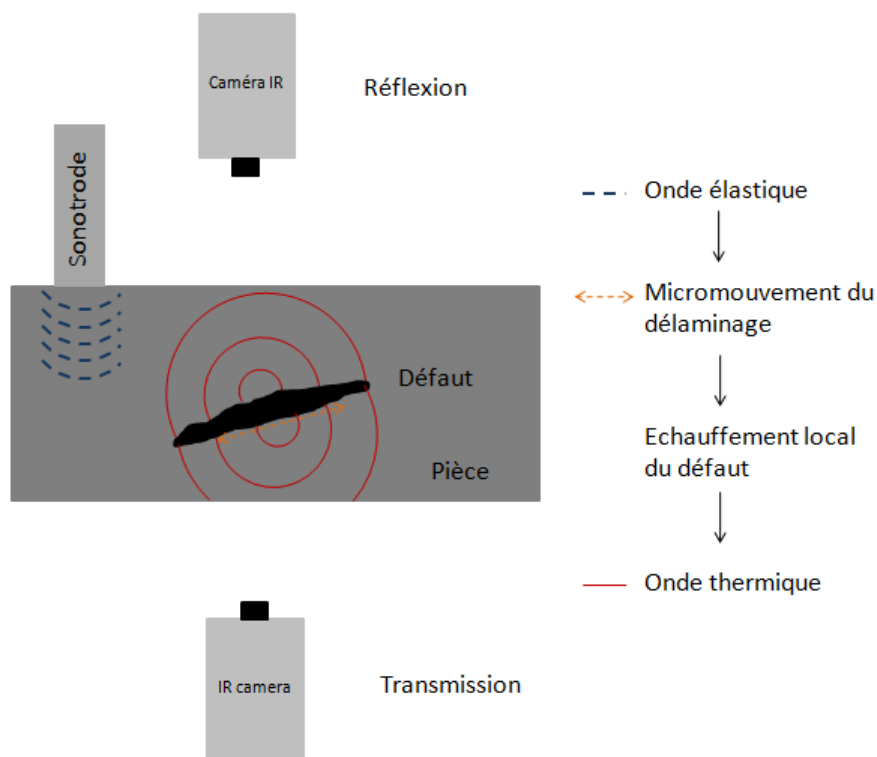 Caméra IR
Réflexion
Sonotrode
Onde élastique
Micromouvement du
délaminage
Défaut
Echauffement local
du défaut
Pièce
Onde thermique
IR camera
Transmission